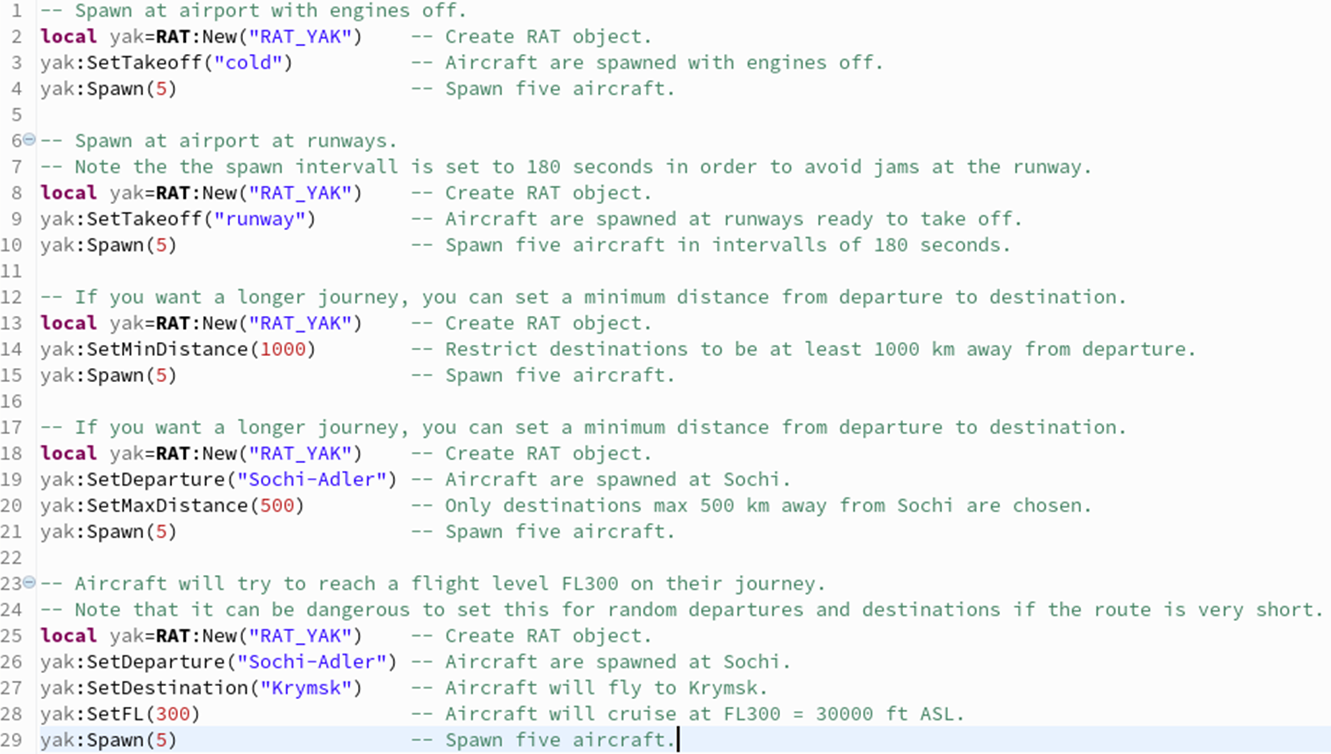 1 -- Spawn at airport with engines off.
2 local yak=RAT:New("RAT_YAK")    -- Create RAT object.
3 yak:SetTakeoff("cold")          -- Aircraft are spawned with engines off.
4 yak:Spawn(5)                    -- Spawn five aircraft.
5
6 -- Spawn at airport at runways.
7 -- Note the the spawn intervall is set to 180 seconds in order to avoid jams at the runway.
8 local yak=RAT:New("RAT_YAK")    -- Create RAT object.
9 yak:SetTakeoff("runway")        -- Aircraft are spawned at runways ready to take off.
10 yak:Spawn(5)                    -- Spawn five aircraft in intervalls of 180 seconds.
11
12 -- If you want a longer journey, you can set a minimum distance from departure to destination.
13 local yak=RAT:New("RAT_YAK")    -- Create RAT object.
14 yak:SetMinDistance(1000)        -- Restrict destinations to be at least 1000 km away from departure.
15 yak:Spawn(5)                    -- Spawn five aircraft.
16
17 -- If you want a longer journey, you can set a minimum distance from departure to destination.
18 local yak=RAT:New("RAT_YAK")    -- Create RAT object.
19 yak:SetDeparture("Sochi-Adler") -- Aircraft are spawned at Sochi.
20 yak:SetMaxDistance(500)         -- Only destinations max 500 km away from Sochi are chosen.
21 yak:Spawn(5)                    -- Spawn five aircraft.
22
23 -- Aircraft will try to reach a flight level FL300 on their journey.
24 -- Note that it can be dangerous to set this for random departures and destinations if the route is very short.
25 local yak=RAT:New("RAT_YAK")    -- Create RAT object.
26 yak:SetDeparture("Sochi-Adler") -- Aircraft are spawned at Sochi.
27 yak:SetDestination("Krymsk")    -- Aircraft will fly to Krymsk.
28 yak:SetFL(300)                  -- Aircraft will cruise at FL300 = 30000 ft ASL.
29 yak:Spawn(5)                    -- Spawn five aircraft.